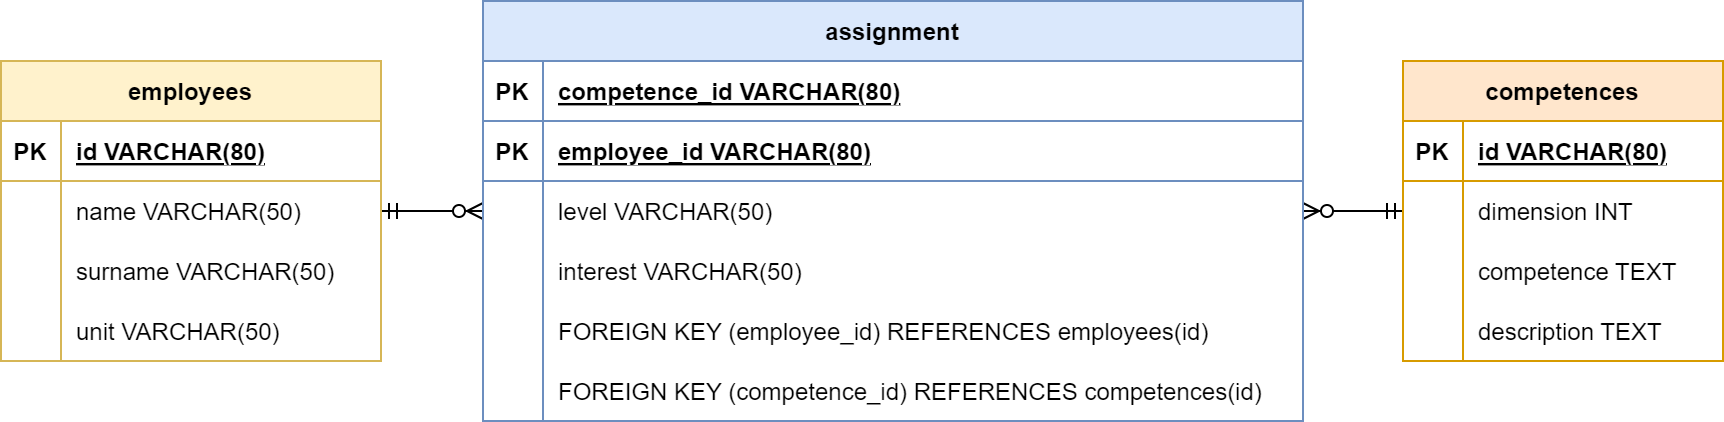 employees
PK id VARCHAR(80)
name VARCHAR(50)
surname VARCHAR(50)
unit VARCHAR(50)
assignment
PK competence_id VARCHAR(80)
PK employee_id VARCHAR(80)
level VARCHAR(50)
interest VARCHAR(50)
FOREIGN KEY (employee_id) REFERENCES employees(id)
FOREIGN KEY (competence_id) REFERENCES competences(id)
competences
PK id VARCHAR(80)
dimension INT
competence TEXT
description TEXT